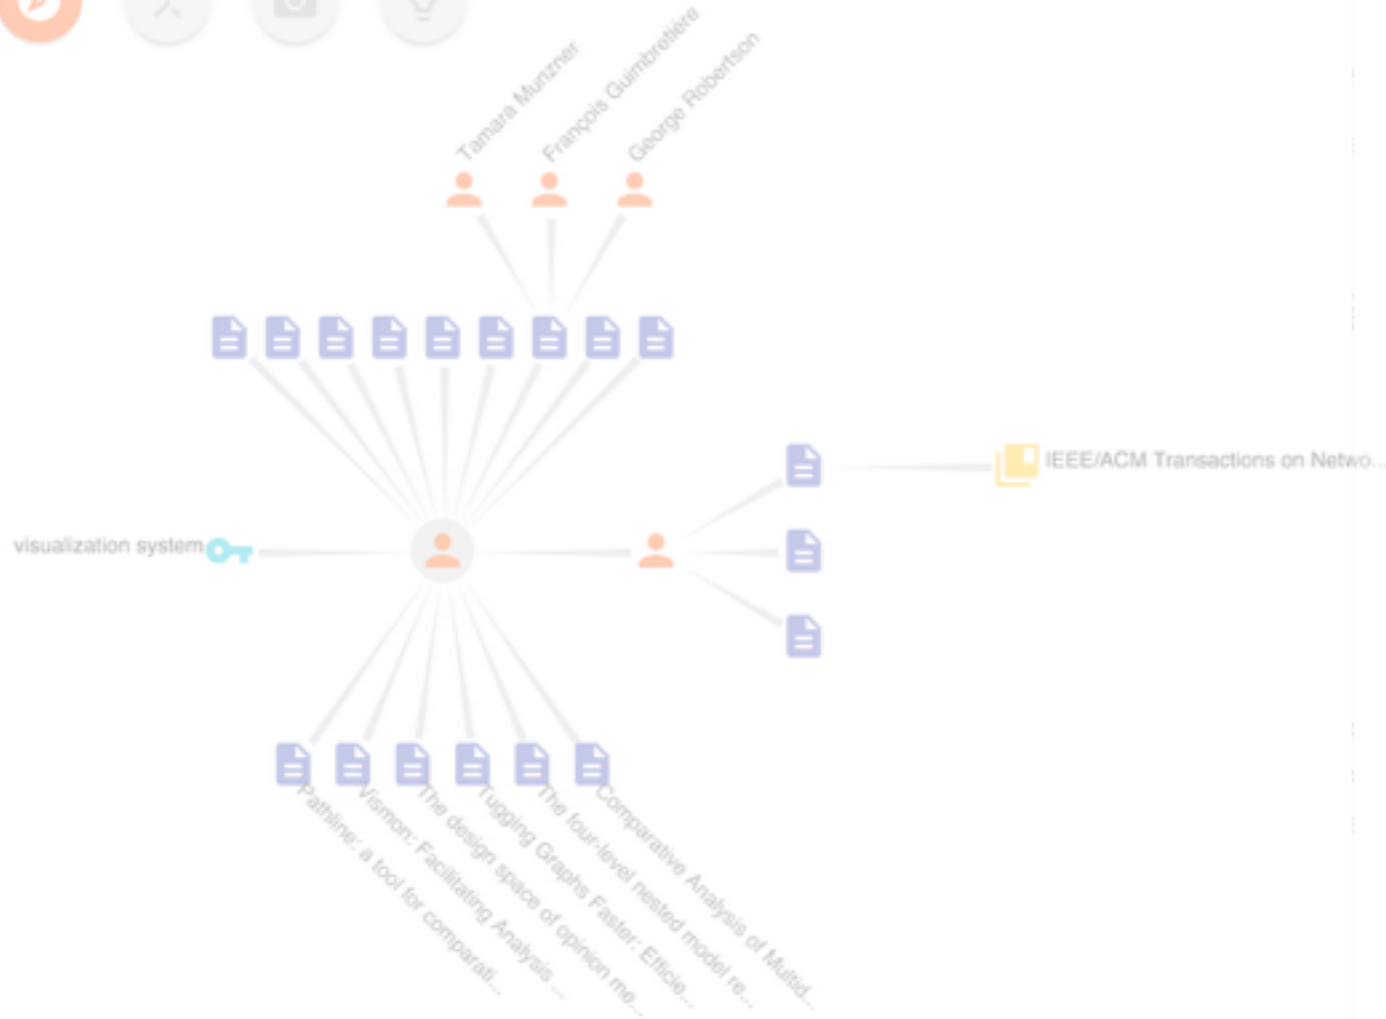 Tamara Munzner
François Guimbretière
George Robertson
IEEE/ACM Transactions on Netwo...
visualization system
Pathline: a tool for comparati...
Vismon: Facilitating Analysis ...
The design space of opinion me...
Tugging Graphs Faster: Efficie...
The four-level nested model re...
Comparative Analysis of Multid...